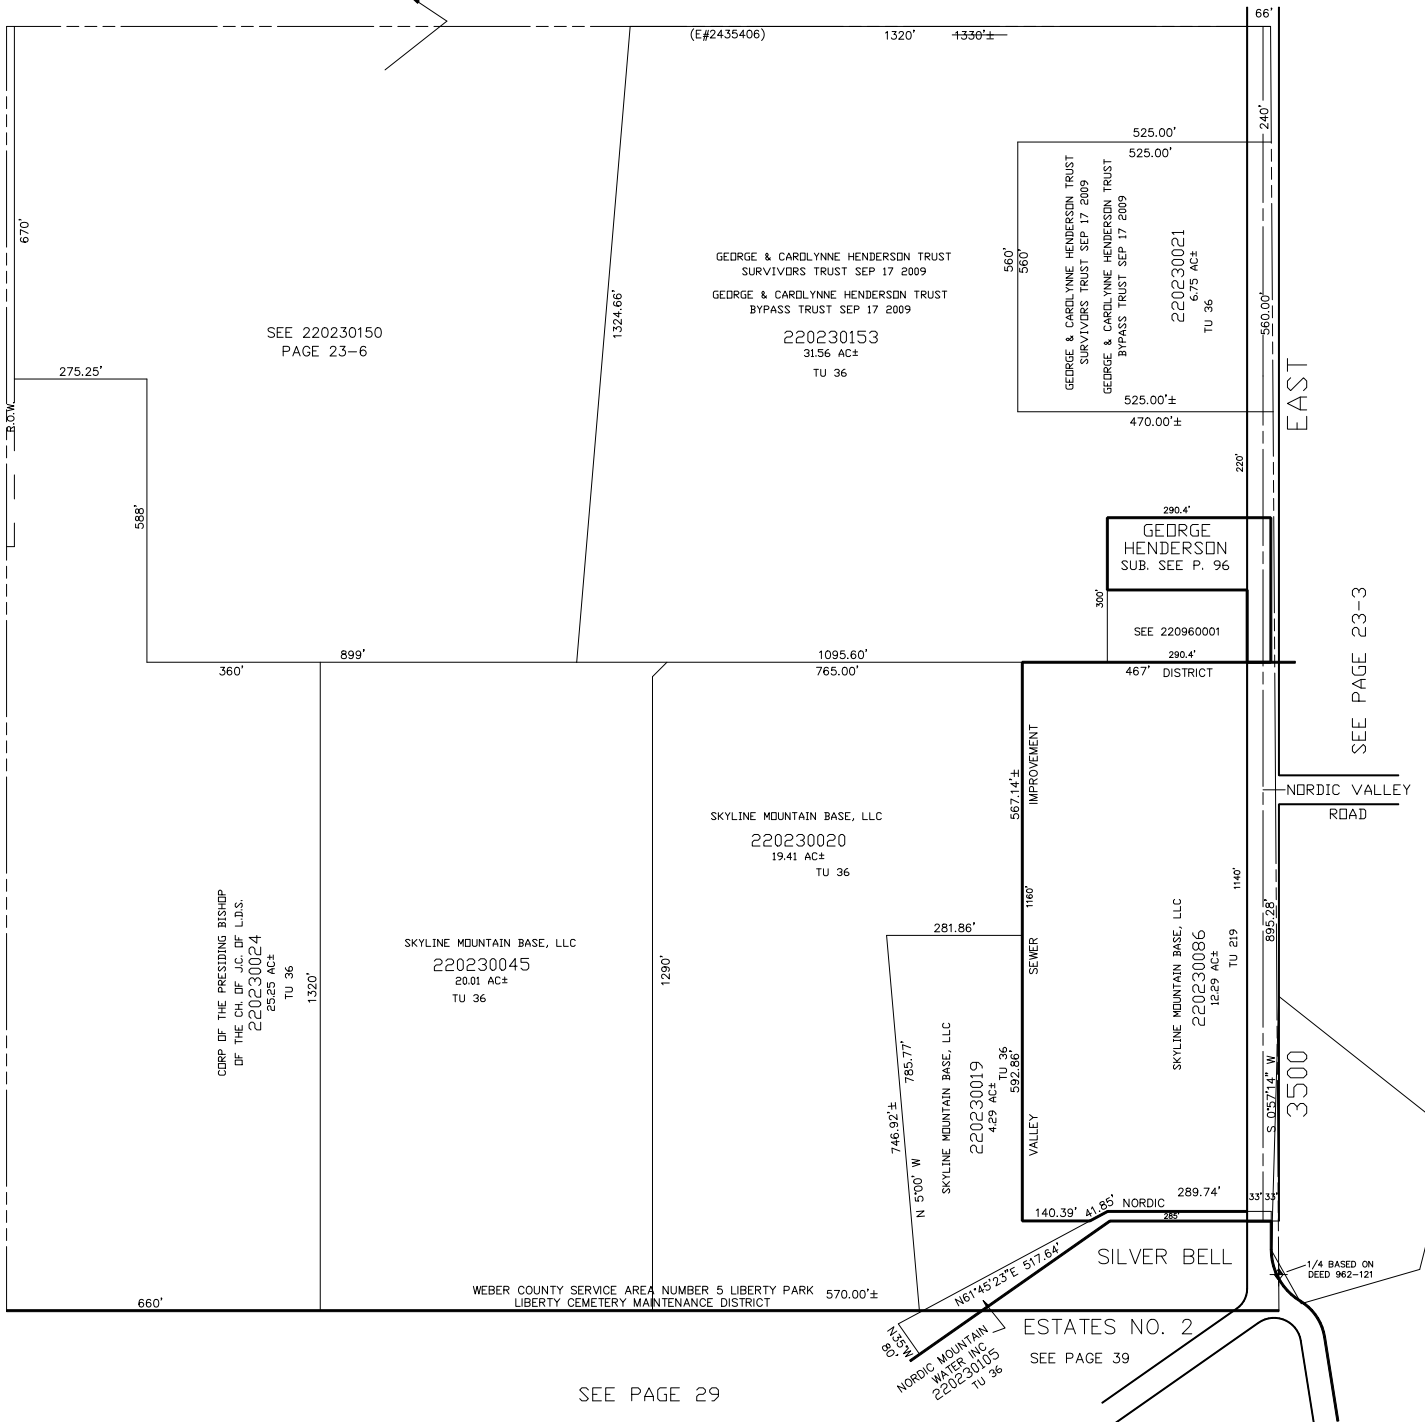 66'
(E#2435406)
1320'
1330'±
240'
525.00'
525.00'
670'
GEORGE & CAROLYNNE HENDERSON TRUST
SURVIVORS TRUST SEP 17 2009
GEORGE & CAROLYNNE HENDERSON TRUST
BYPASS TRUST SEP 17 2009
220230021
6.75 AC±
TU 36
560'
560'
560.00'
GEORGE & CAROLYNNE HENDERSON TRUST
SURVIVORS TRUST SEP 17 2009
GEORGE & CAROLYNNE HENDERSON TRUST
BYPASS TRUST SEP 17 2009
220230153
31.56 AC±
TU 36
1324.66'
SEE 220230150
PAGE 23-6
275.25'
R.O.W.
525.00'±
470.00'±
EAST
220'
588'
290.4'
GEORGE
HENDERSON
SUB. SEE P. 96
300'
SEE 220960001
290.4'
SEE PAGE 23-3
899'
360'
1095.60'
765.00'
467'
DISTRICT
IMPROVEMENT
567.14'±
NORDIC VALLEY
ROAD
SKYLINE MOUNTAIN BASE, LLC
220230020
19.41 AC±
TU 36
1160'
1140'
895.28'
CORP OF THE PRESIDING BISHOP
OF THE CH. OF J.C. OF L.D.S.
220230024
25.25 AC±
TU 36
1320'
SKYLINE MOUNTAIN BASE, LLC
220230045
20.01 AC±
TU 36
1290'
281.86'
SEWER
SKYLINE MOUNTAIN BASE, LLC
220230086
12.29 AC±
TU 219
785.77'
746.92'±
N 5°00' W
SKYLINE MOUNTAIN BASE, LLC
220230019
4.29 AC±
TU 36
592.86'
VALLEY
S 0°57'14" W
3500
140.39'
41.85'
NORDIC
289.74'
285'
33'
33'
SILVER BELL
1/4 BASED ON
DEED 962-121
N61°45'23"E 517.64'
WEBER COUNTY SERVICE AREA NUMBER 5 LIBERTY PARK
LIBERTY CEMETERY MAINTENANCE DISTRICT
570.00'±
660'
ESTATES NO. 2
SEE PAGE 39
N35°W
80'
NORDIC MOUNTAIN
WATER INC
220230105
TU 36
SEE PAGE 29